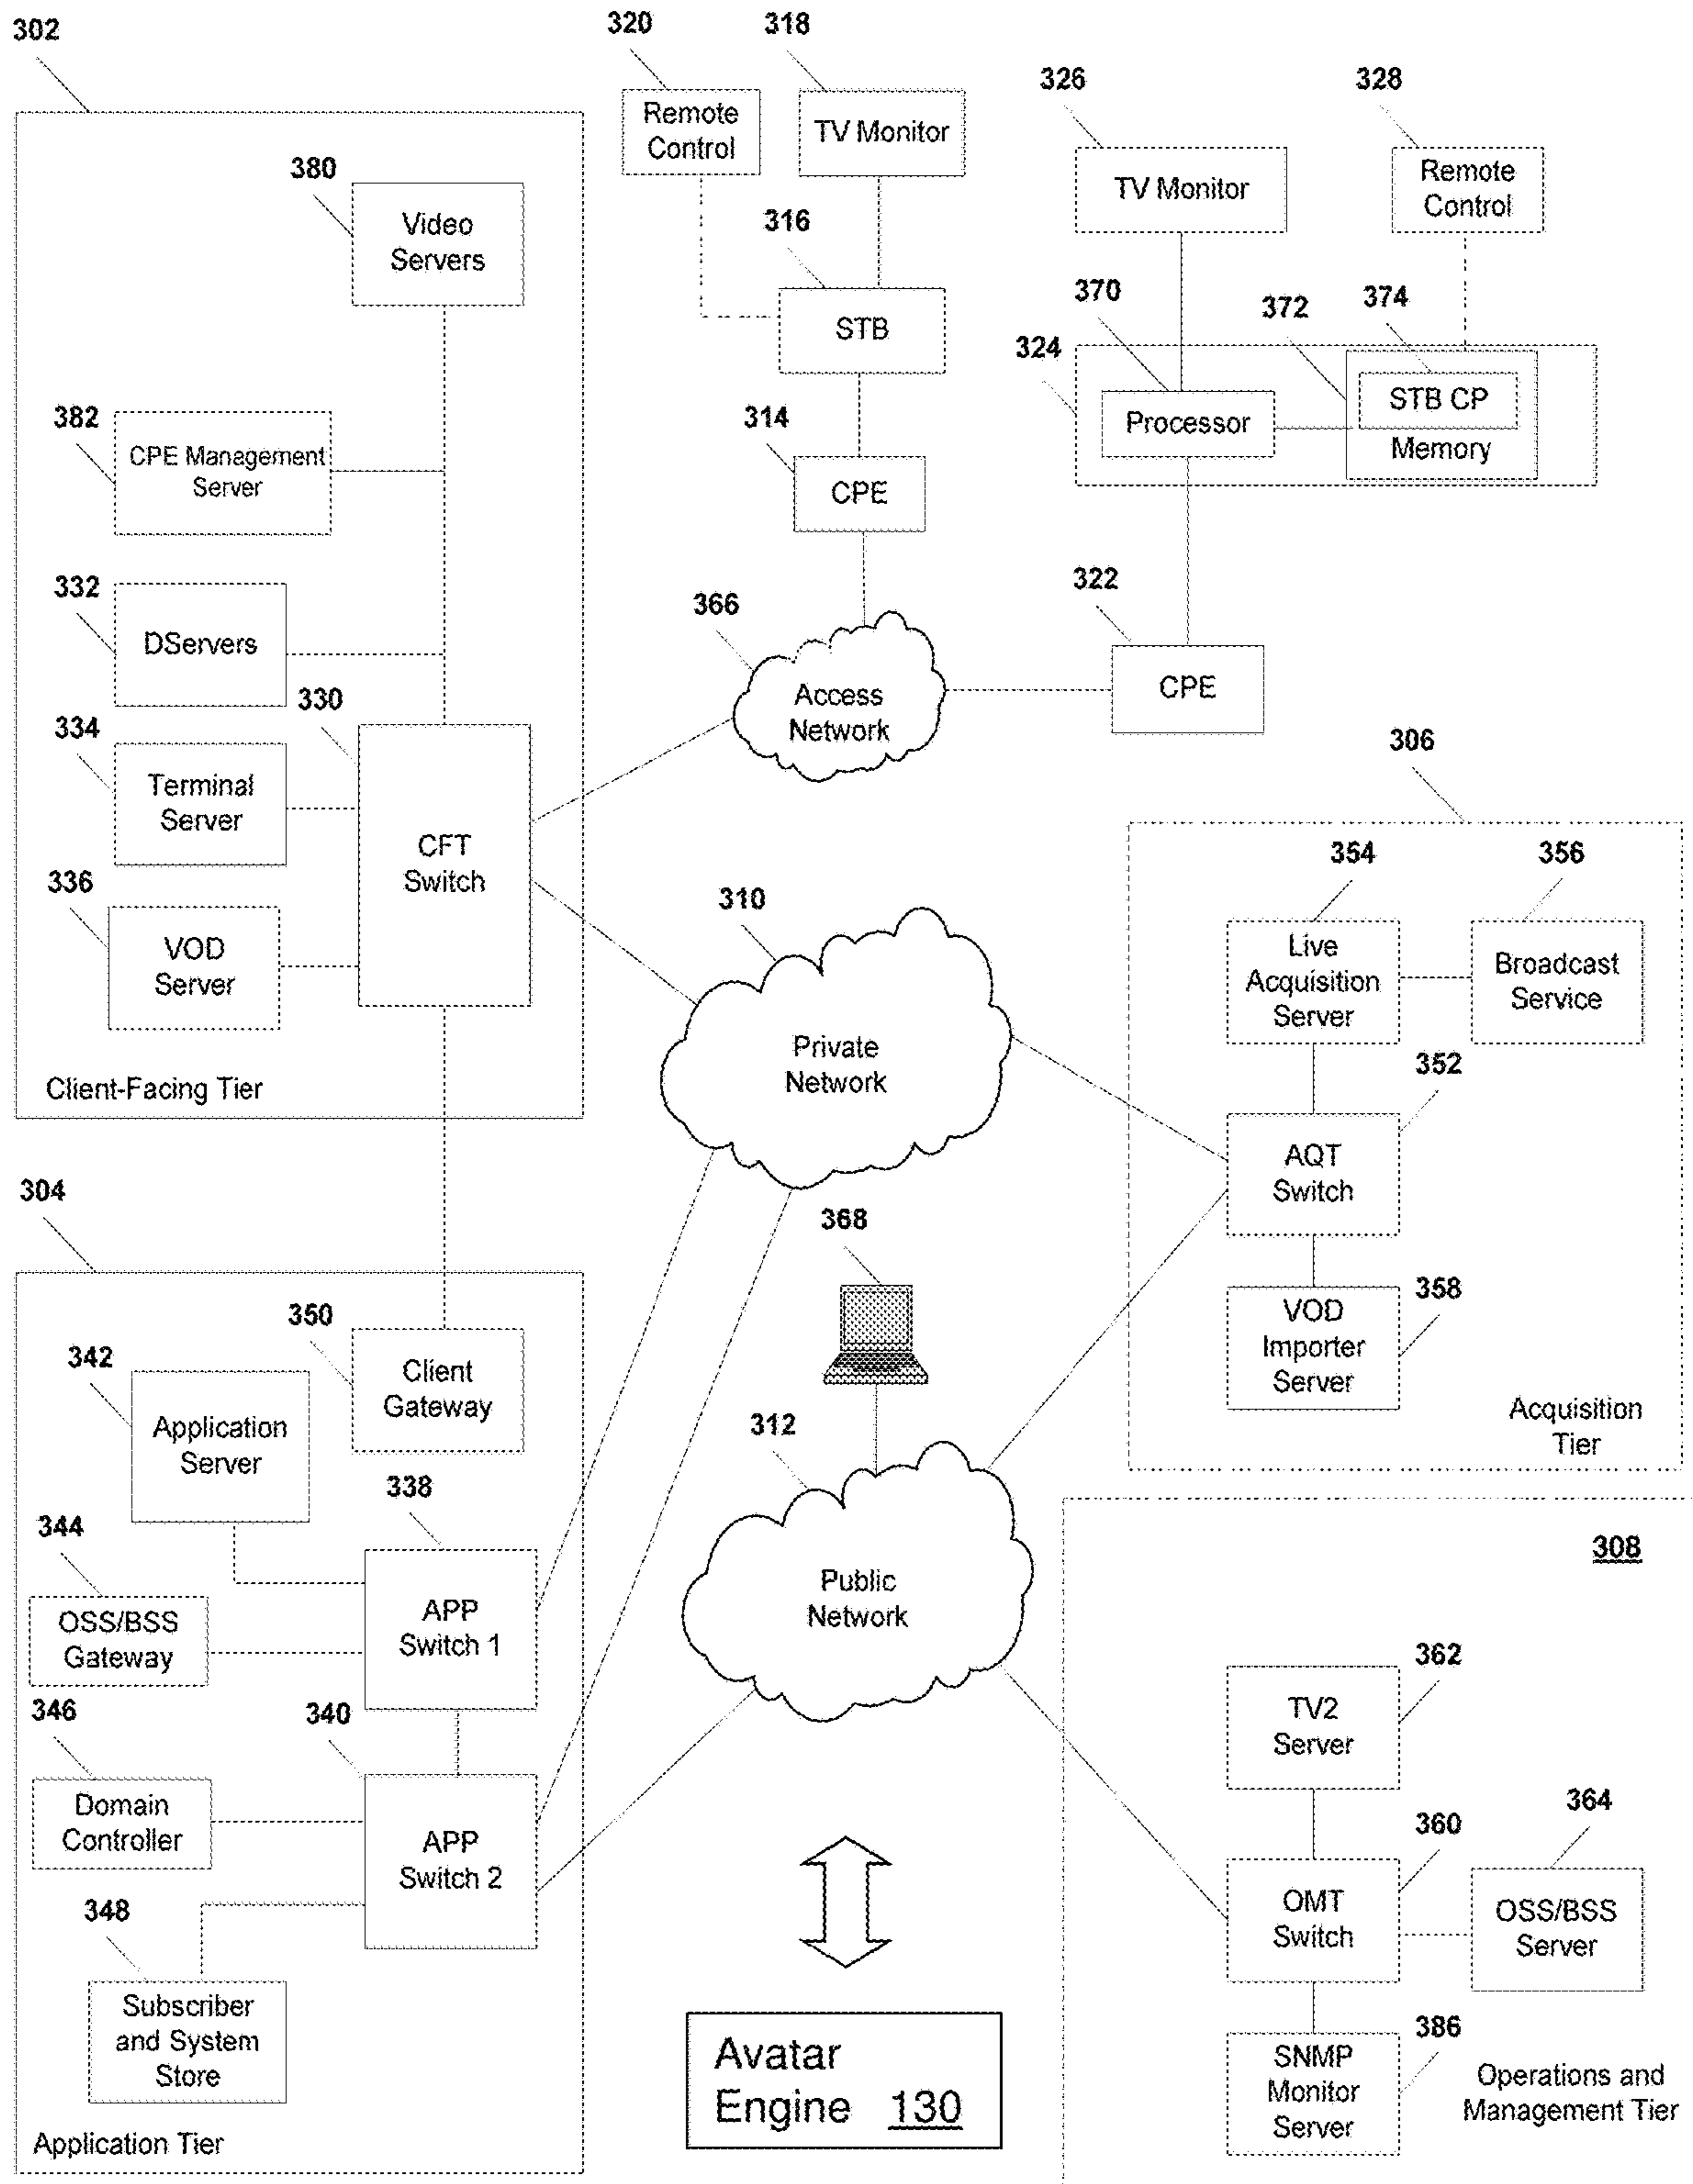 302
320
318
326
328
Remote
Control
TV Monitor
TV Monitor
Remote
Control
380
Video
Servers
316
STB
370
372
374
324
Processor
STB CP
Memory
382
CPE Management
Server
314
CPE
332
DServers
366
Access
Network
322
CPE
330
334
Terminal
Server
CFT
Switch
336
VOD
Server
Client-Facing Tier
306
354
356
Live
Acquisition
Server
Broadcast
Service
310
Private
Network
352
AQT
Switch
358
VOD
Importer
Server
Acquisition
Tier
304
368
350
Client
Gateway
342
Application
Server
312
Public
Network
338
344
OSS/BSS
Gateway
APP
Switch 1
346
340
Domain
Controller
APP
Switch 2
348
Subscriber
and System
Store
Application Tier
308
362
TV2
Server
360
364
OMT
Switch
OSS/BSS
Server
386
SNMP
Monitor
Server
Operations and
Management Tier
Avatar
Engine 130